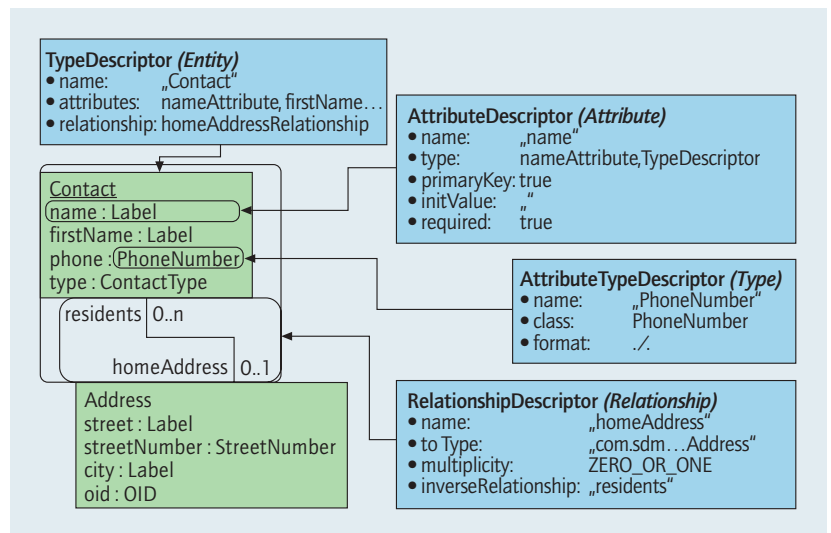 TypeDescriptor (Entity)
• name: „Contact“
• attributes: nameAttribute, firstName…
• relationship: homeAddressRelationship
AttributeDescriptor (Attribute)
• name: „name“
• type: nameAttribute,TypeDescriptor
• primaryKey: true
• initValue: „“
• required: true
Contact
name : Label
firstName : Label
phone : PhoneNumber
type : ContactType
AttributeTypeDescriptor (Type)
• name: „PhoneNumber“
• class: PhoneNumber
• format: ./.
residents 0..n
homeAddress 0..1
RelationshipDescriptor (Relationship)
• name: „homeAddress“
• to Type: „com.sdm…Address“
• multiplicity: ZERO_OR_ONE
• inverseRelationship: „residents“
Address
street : Label
streetNumber : StreetNumber
city : Label
oid : OID